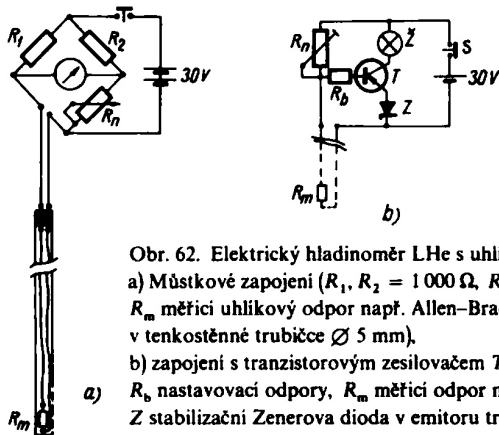 R₁
R₂
T
30V
Rₙ
Rₘ
a)
Rₙ
Ž
S
R_b
T
Z
30V
Rₘ
b)
Obr. 62. Elektrický hladinoměr LHe s uhlí
a) Můstkové zapojení (R₁, R₂ = 1 000 Ω, R
Rₘ měřicí uhlíkový odpor např. Allen–Bra
v tenkostěnné trubičce ∅ 5 mm),
b) zapojení s tranzistorovým zesilovačem T
R_b nastavovací odpory, Rₘ měřicí odpor n
Z stabilizační Zenerova dioda v emitoru tr